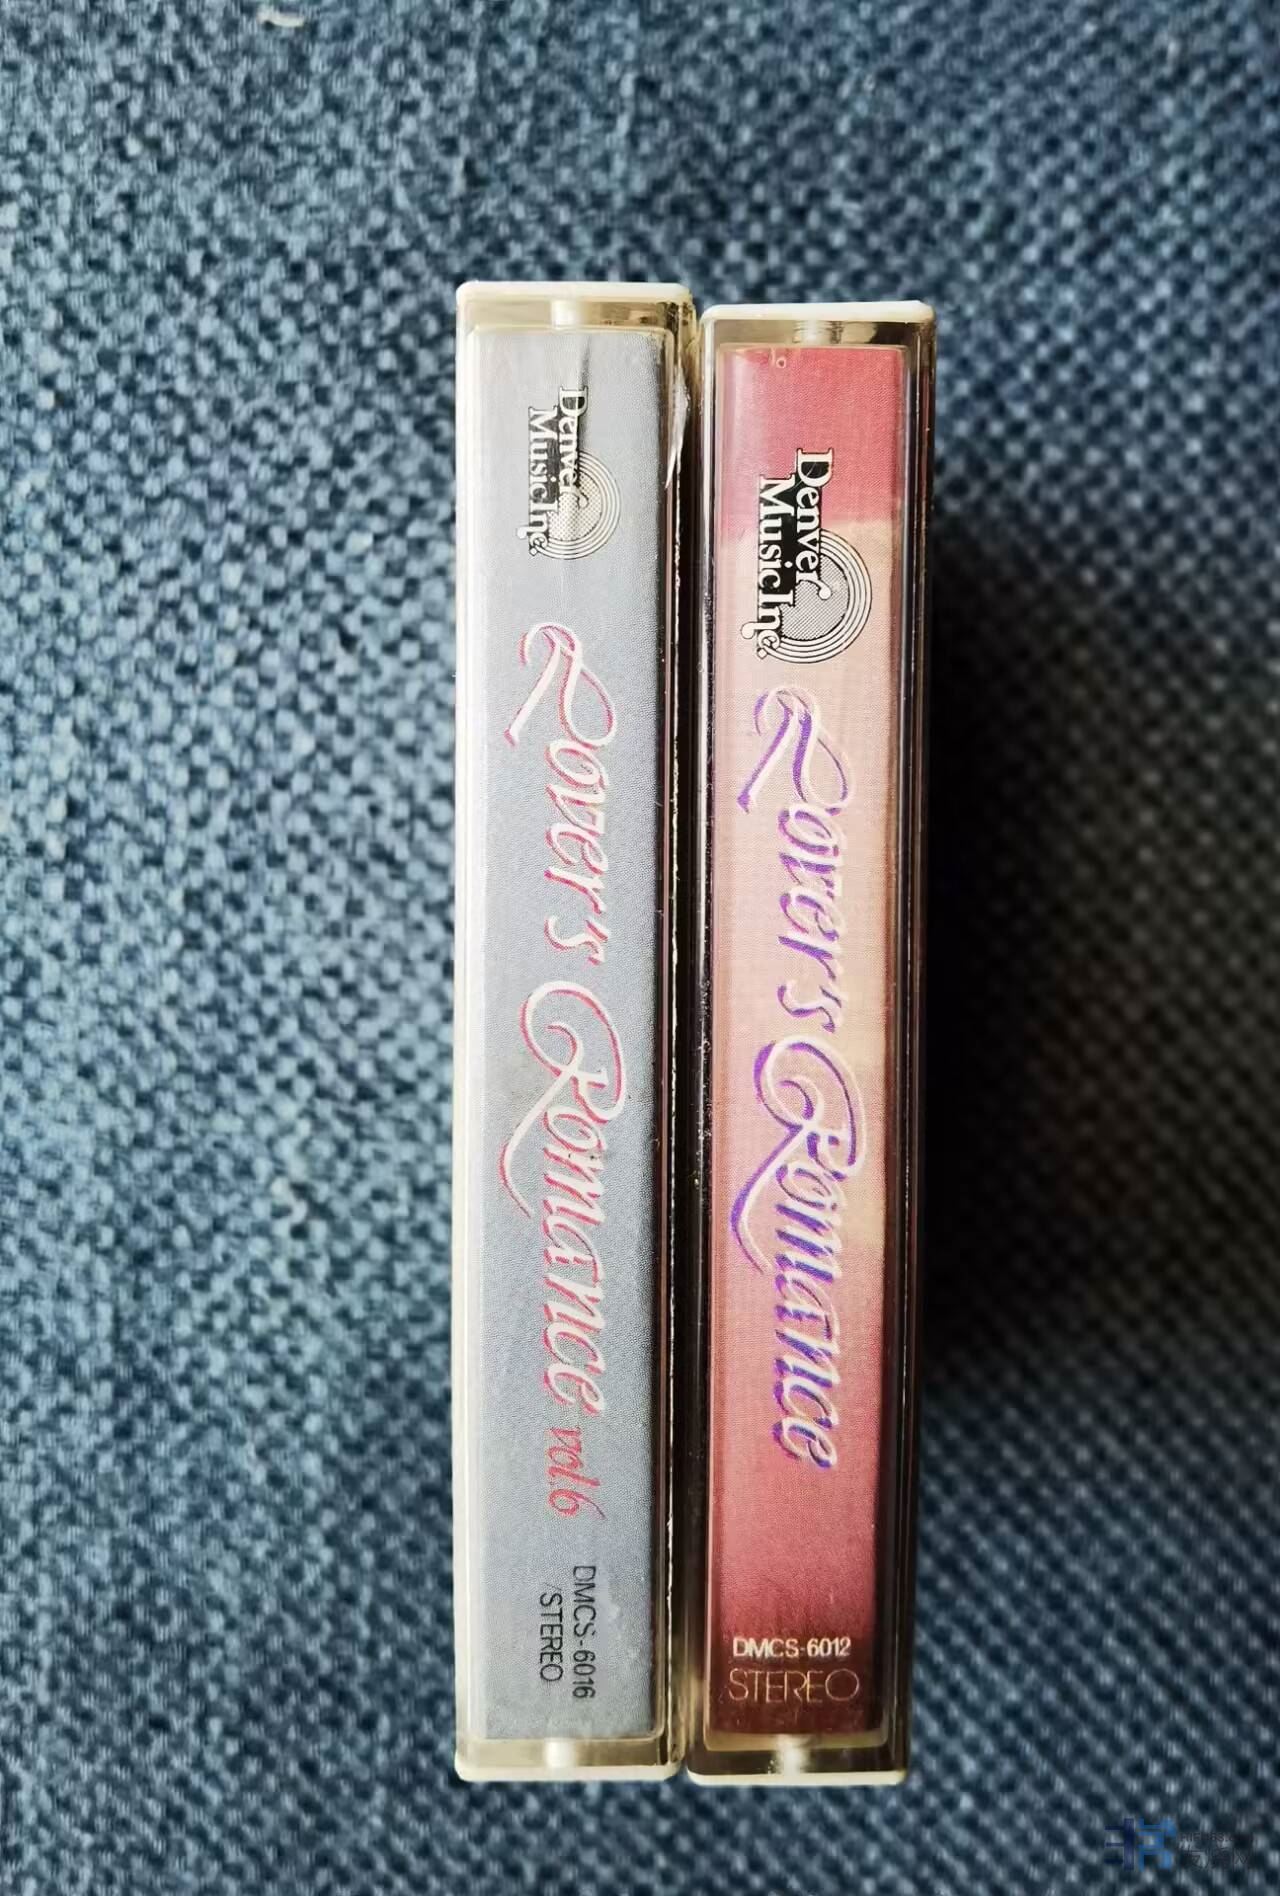 Denver
Music Inc.
Lover's Romance vol.6
DMCS-6016
STEREO
Denver
Music Inc.
Lover's Romance
DMCS-6012
STEREO